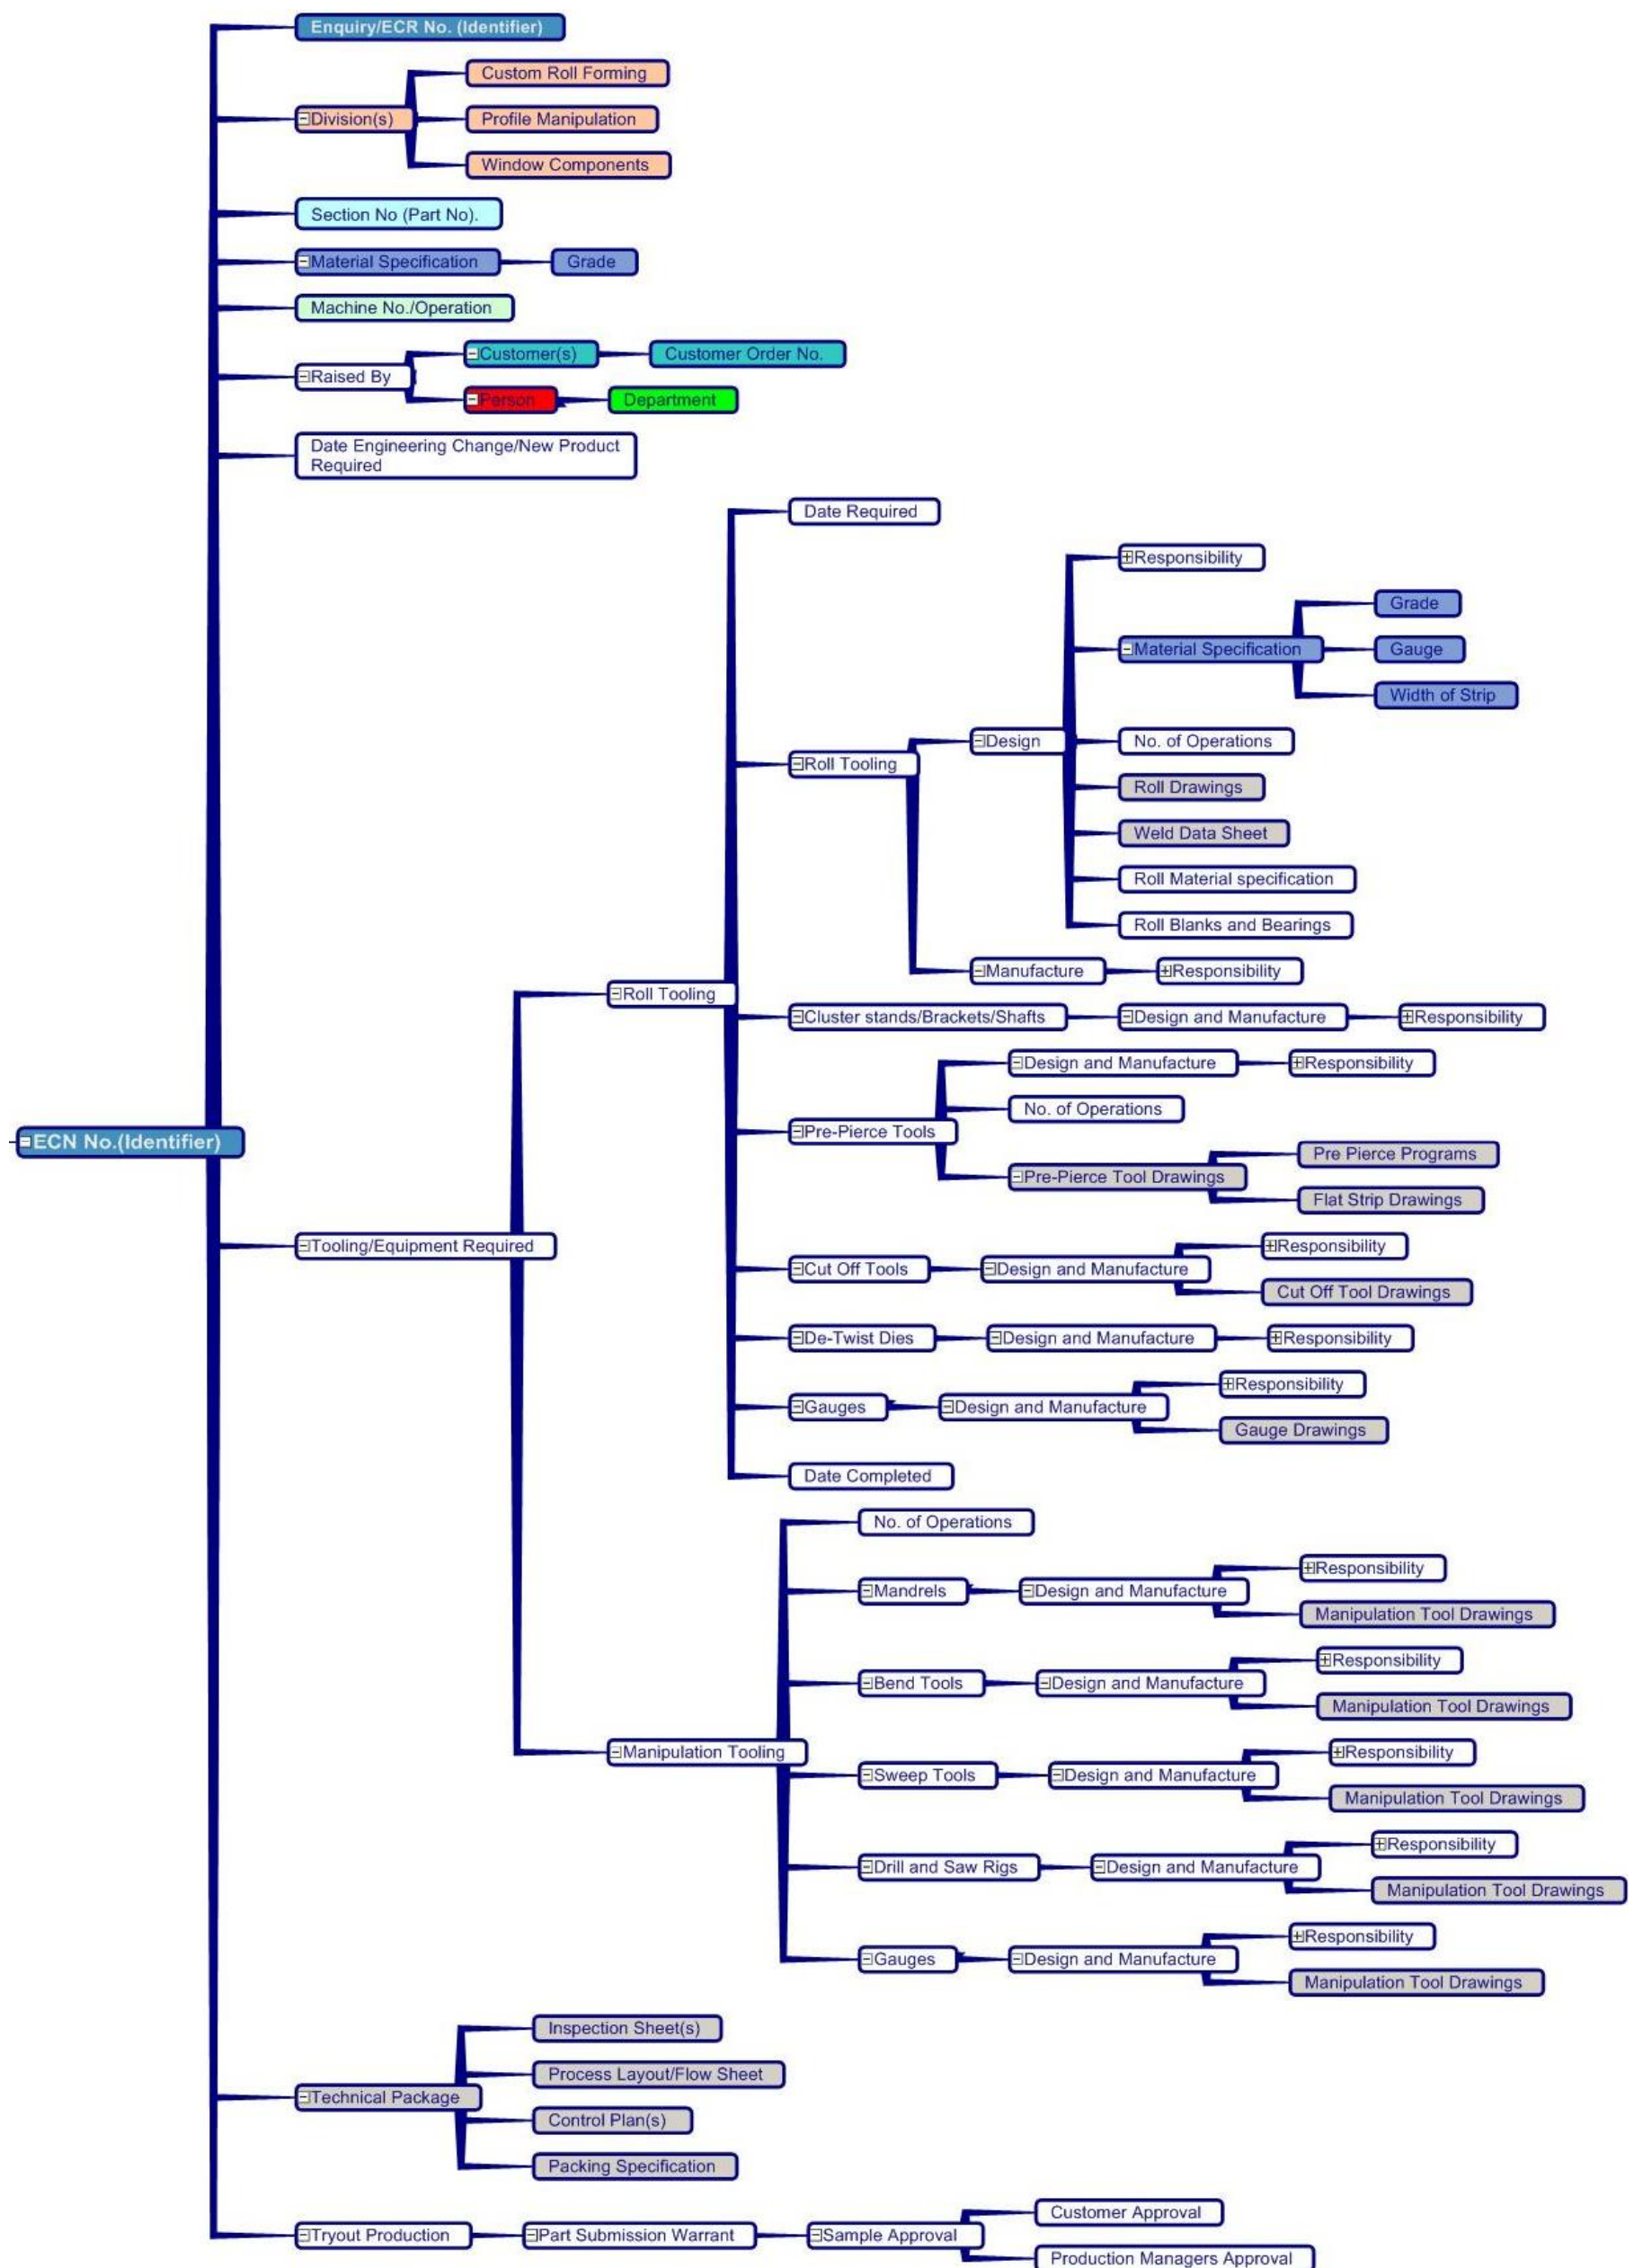 Enquiry/ECR No. (Identifier)
Custom Roll Forming
Division(s)
Profile Manipulation
Window Components
Section No (Part No).
Material Specification
Grade
Machine No./Operation
Customer(s)
Customer Order No.
Raised By
Person
Department
Date Engineering Change/New Product
Required
Date Required
Responsibility
Grade
Material Specification
Gauge
Width of Strip
Design
No. of Operations
Roll Tooling
Roll Drawings
Weld Data Sheet
Roll Material specification
Roll Blanks and Bearings
Manufacture
Responsibility
Roll Tooling
Cluster stands/Brackets/Shafts
Design and Manufacture
Responsibility
Design and Manufacture
Responsibility
No. of Operations
Pre-Pierce Tools
ECN No.(Identifier)
Pre Pierce Programs
Pre-Pierce Tool Drawings
Flat Strip Drawings
Tooling/Equipment Required
Responsibility
Cut Off Tools
Design and Manufacture
Cut Off Tool Drawings
De-Twist Dies
Design and Manufacture
Responsibility
Responsibility
Gauges
Design and Manufacture
Gauge Drawings
Date Completed
No. of Operations
Responsibility
Mandrels
Design and Manufacture
Manipulation Tool Drawings
Responsibility
Bend Tools
Design and Manufacture
Manipulation Tool Drawings
Manipulation Tooling
Responsibility
Sweep Tools
Design and Manufacture
Manipulation Tool Drawings
Responsibility
Drill and Saw Rigs
Design and Manufacture
Manipulation Tool Drawings
Responsibility
Gauges
Design and Manufacture
Manipulation Tool Drawings
Inspection Sheet(s)
Process Layout/Flow Sheet
Technical Package
Control Plan(s)
Packing Specification
Customer Approval
Tryout Production
Part Submission Warrant
Sample Approval
Production Managers Approval